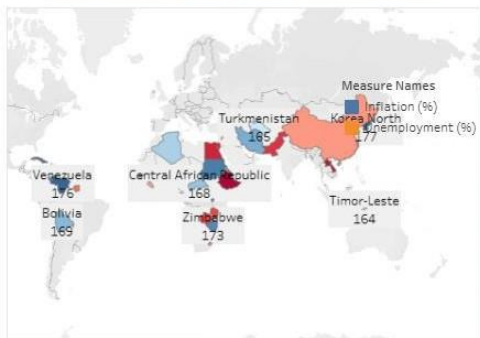 Measure Names
Inflation (%)
Unemployment (%)
Turkmenistan
165
Korea North
177
Venezuela
176
Central African Republic
168
Bolivia
169
Zimbabwe
173
Timor-Leste
164